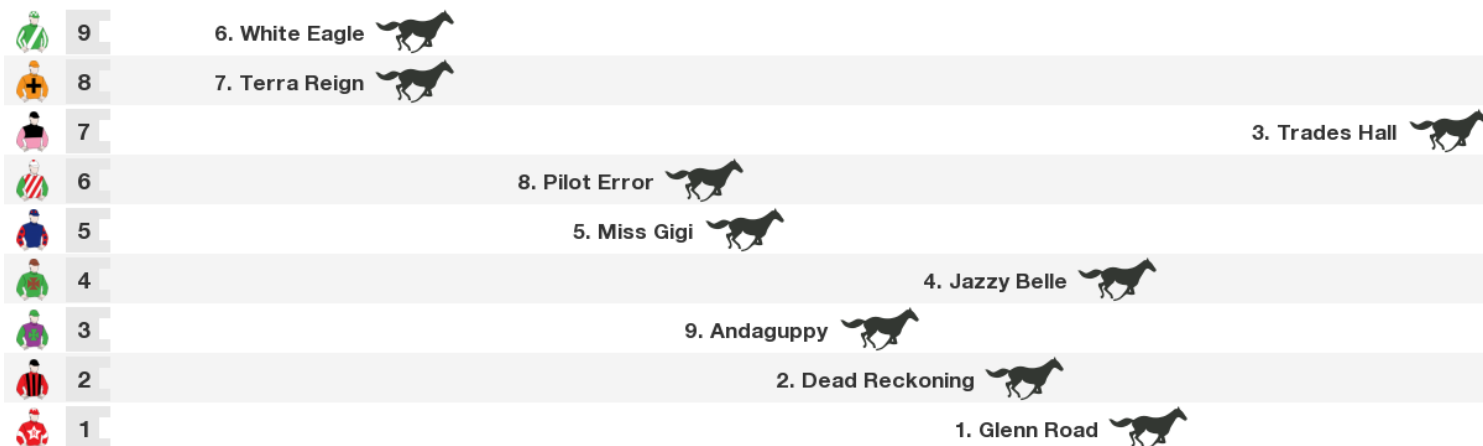 9 6. White Eagle
8 7. Terra Reign
7 3. Trades Hall
6 8. Pilot Error
5 5. Miss Gigi
4 4. Jazzy Belle
3 9. Andaguppy
2 2. Dead Reckoning
1 1. Glenn Road